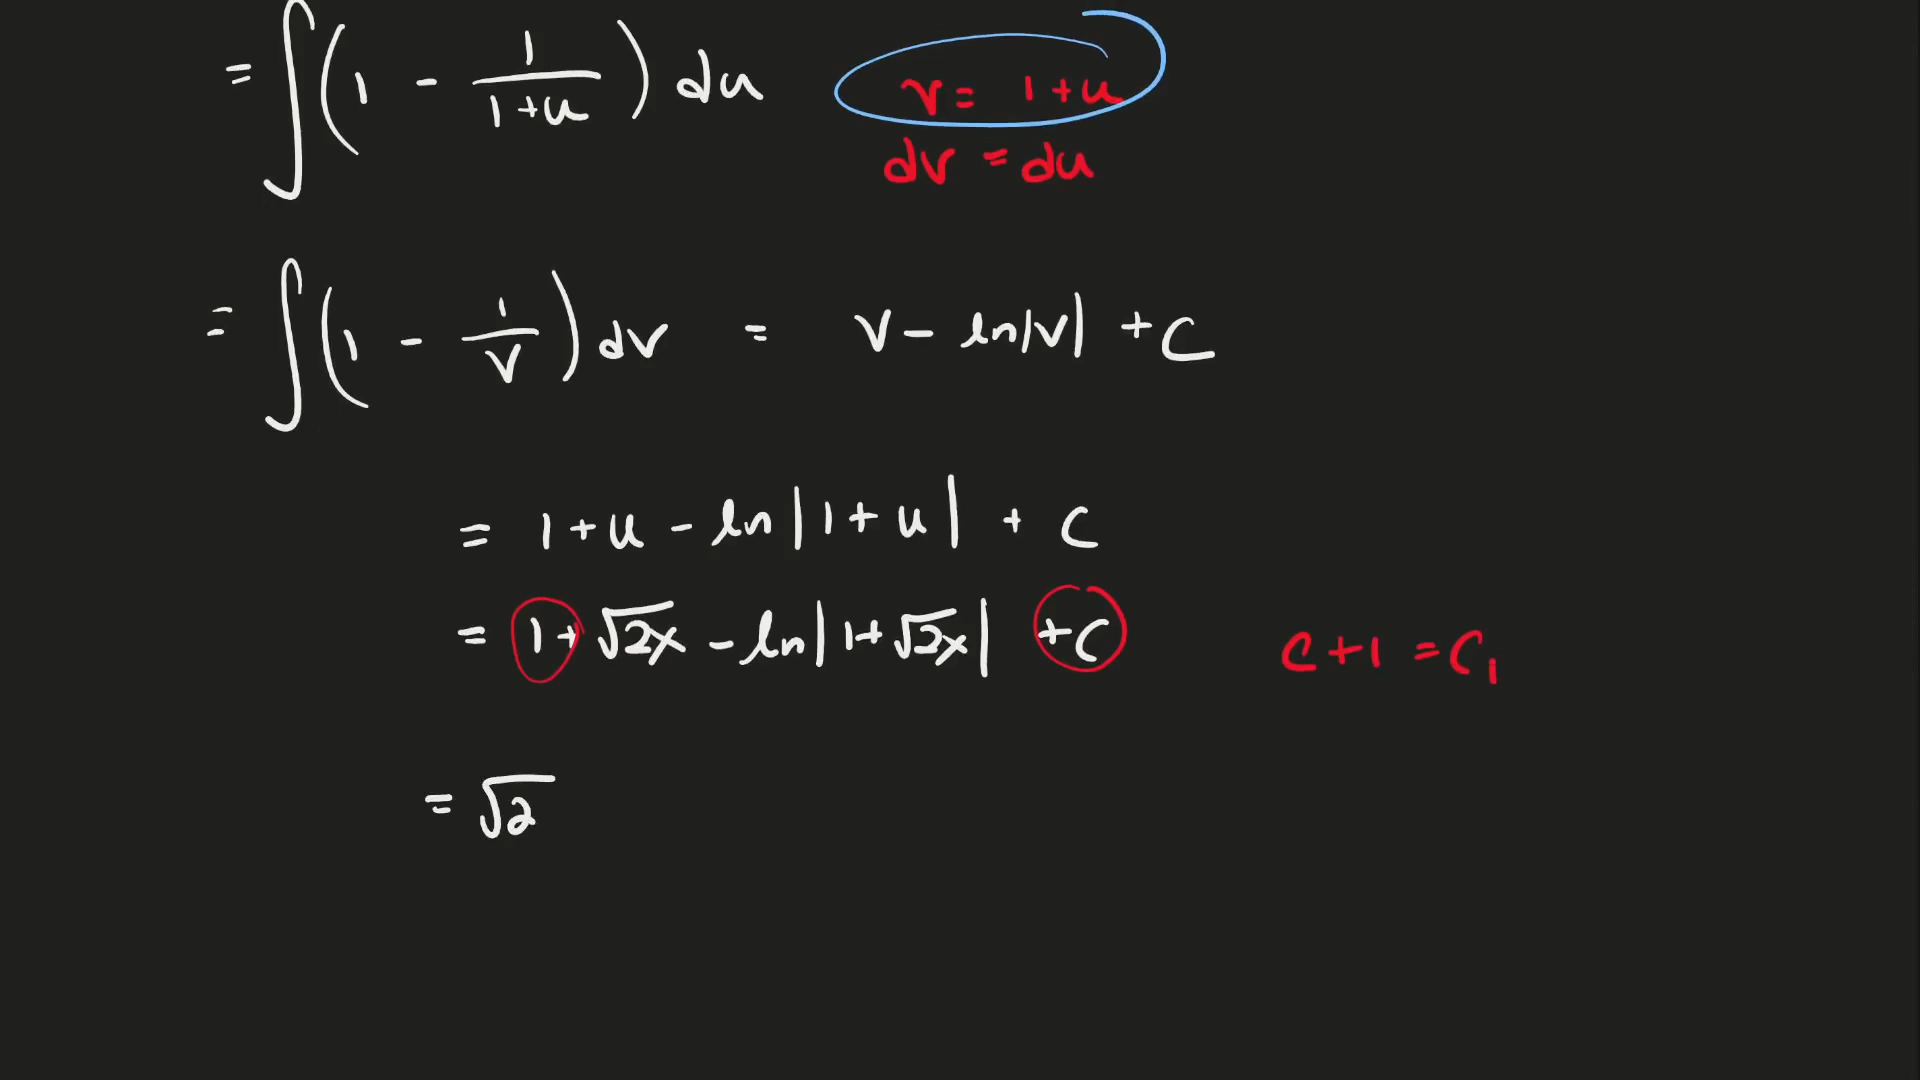 = ∫(1 - 1/(1+u)) du   v = 1+u
dv = du
= ∫(1 - 1/v) dv = v - ln|v| + C
= 1+u - ln|1+u| + C
= 1+√2x - ln|1+√2x| +C   C+1 = C₁
= √2